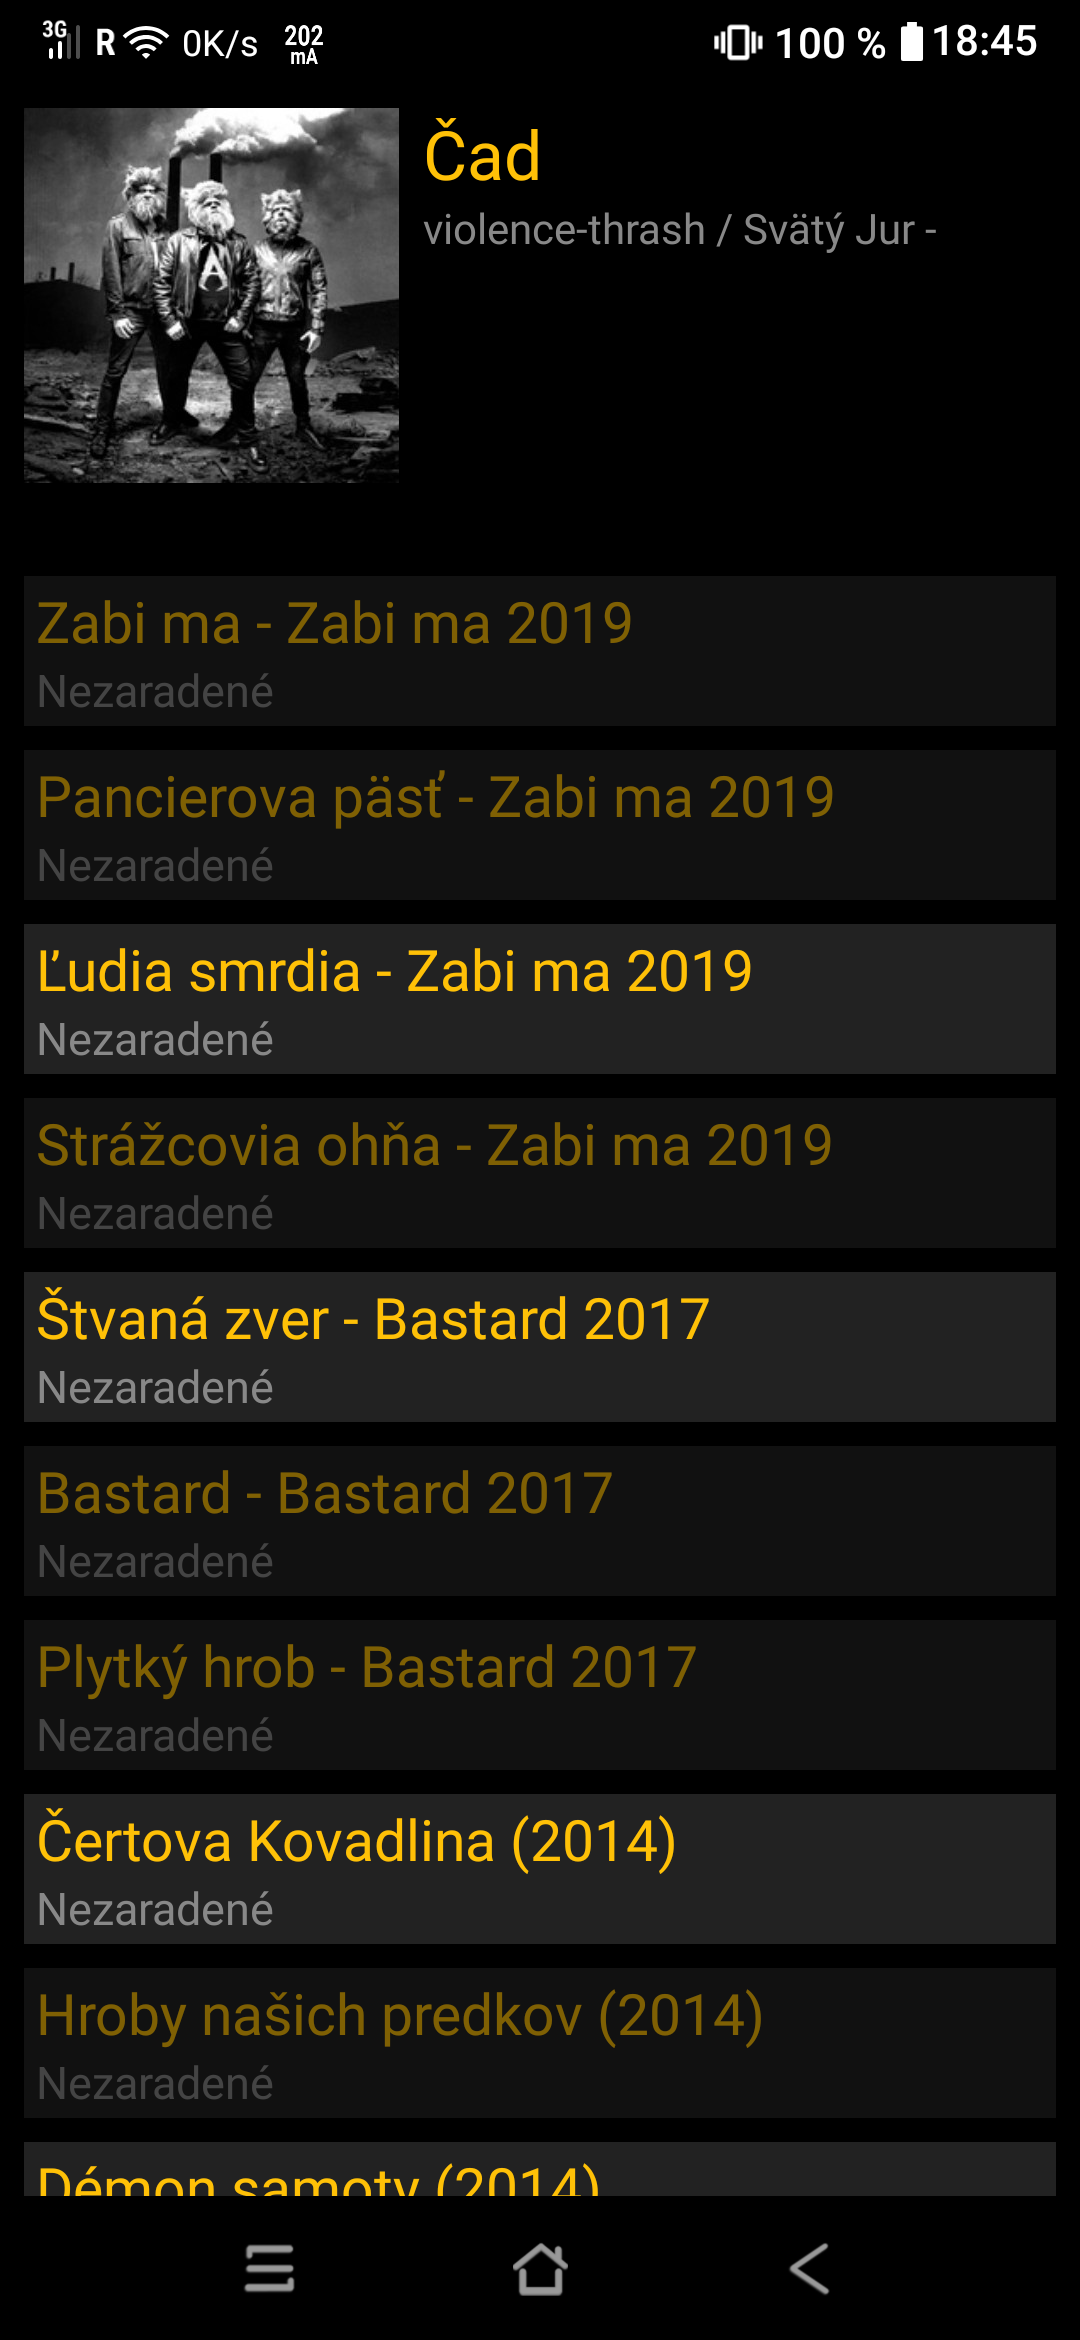 3G R 0K/s 202 mA 100 % 18:45
Čad
violence-thrash / Svätý Jur -
Zabi ma - Zabi ma 2019
Nezaradené
Pancierova päsť - Zabi ma 2019
Nezaradené
Ľudia smrdia - Zabi ma 2019
Nezaradené
Strážcovia ohňa - Zabi ma 2019
Nezaradené
Štvaná zver - Bastard 2017
Nezaradené
Bastard - Bastard 2017
Nezaradené
Plytký hrob - Bastard 2017
Nezaradené
Čertova Kovadlina (2014)
Nezaradené
Hroby našich predkov (2014)
Nezaradené
Démon samoty (2014)